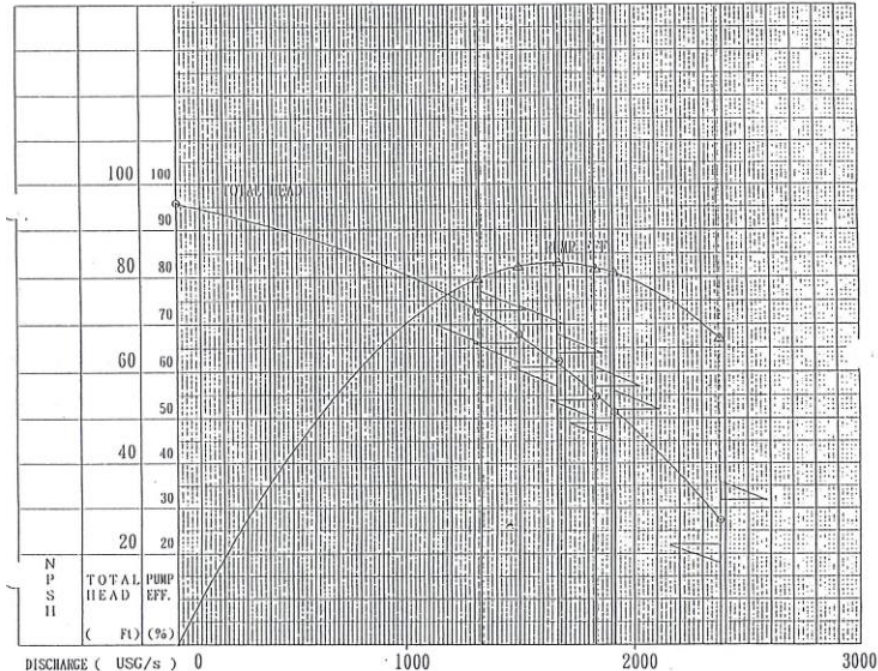 100 100
TOTAL HEAD
90
PUMP EFF
80 80
70
60 60
50
40 40
30
20 20
N
P
S
H
TOTAL HEAD ( Ft)
PUMP EFF. (%)
DISCHARGE ( USG/s ) 0 1000 2000 3000